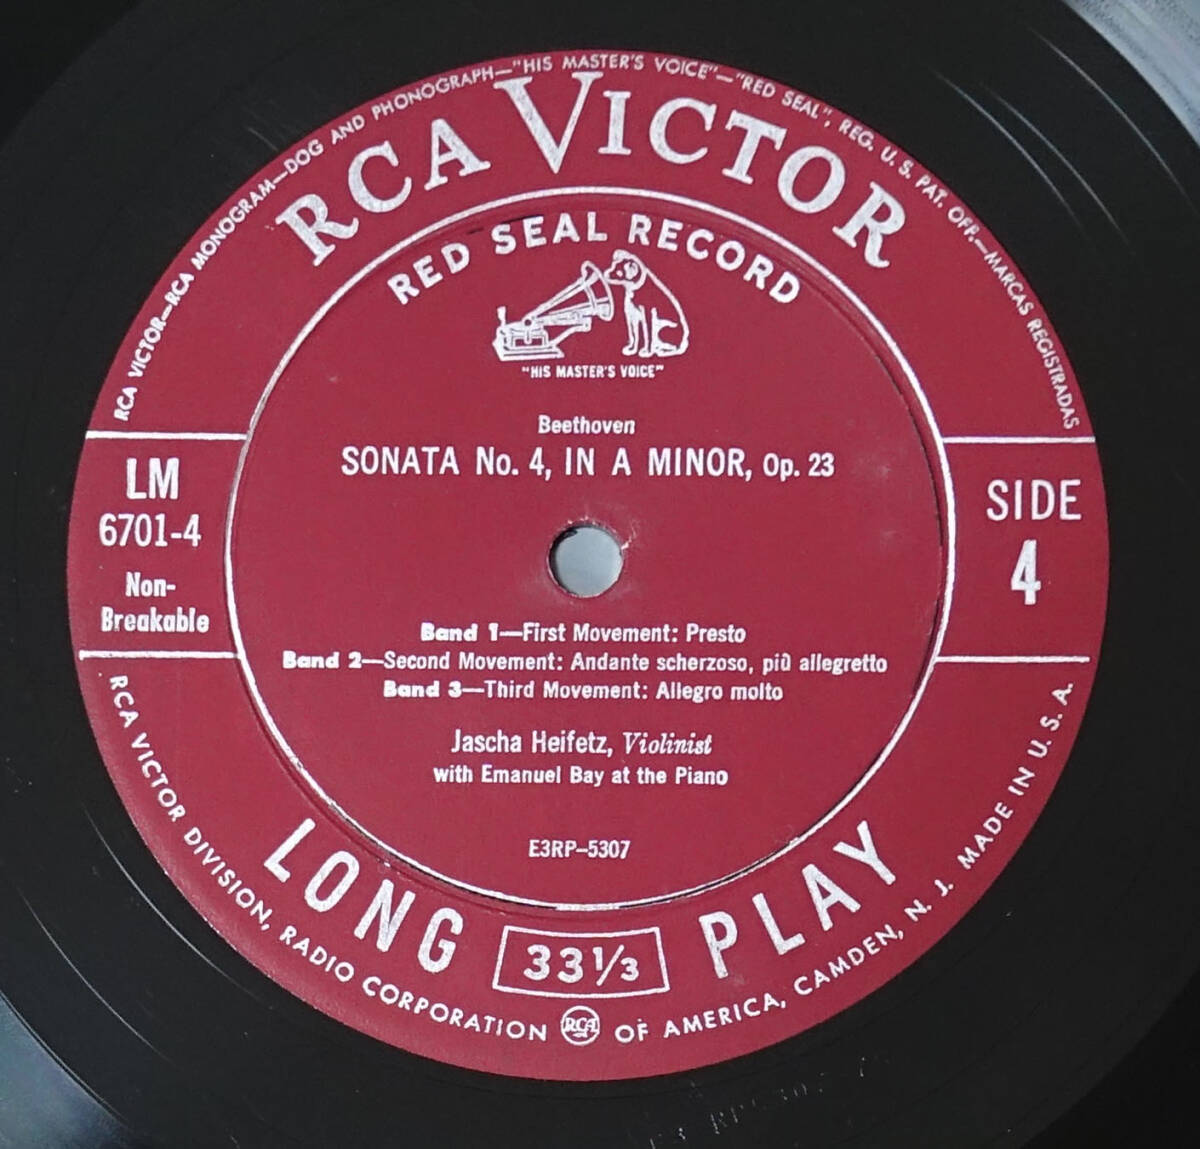 RCA VICTOR—RCA MONOGRAM—DOG AND PHONOGRAPH—"HIS MASTER'S VOICE"—"RED SEAL", REG. U. S. PAT. OFF.—MARCAS REGISTRADAS
RCA VICTOR
RED SEAL RECORD
"HIS MASTER'S VOICE"
Beethoven
SONATA No. 4, IN A MINOR, Op. 23
LM
6701-4
Non-
Breakable
SIDE
4
Band 1—First Movement: Presto
Band 2—Second Movement: Andante scherzoso, più allegretto
Band 3—Third Movement: Allegro molto
Jascha Heifetz, Violinist
with Emanuel Bay at the Piano
E3RP-5307
LONG 33 1/3 PLAY
RCA VICTOR DIVISION, RADIO CORPORATION RCA OF AMERICA, CAMDEN, N. J. MADE IN U. S. A.